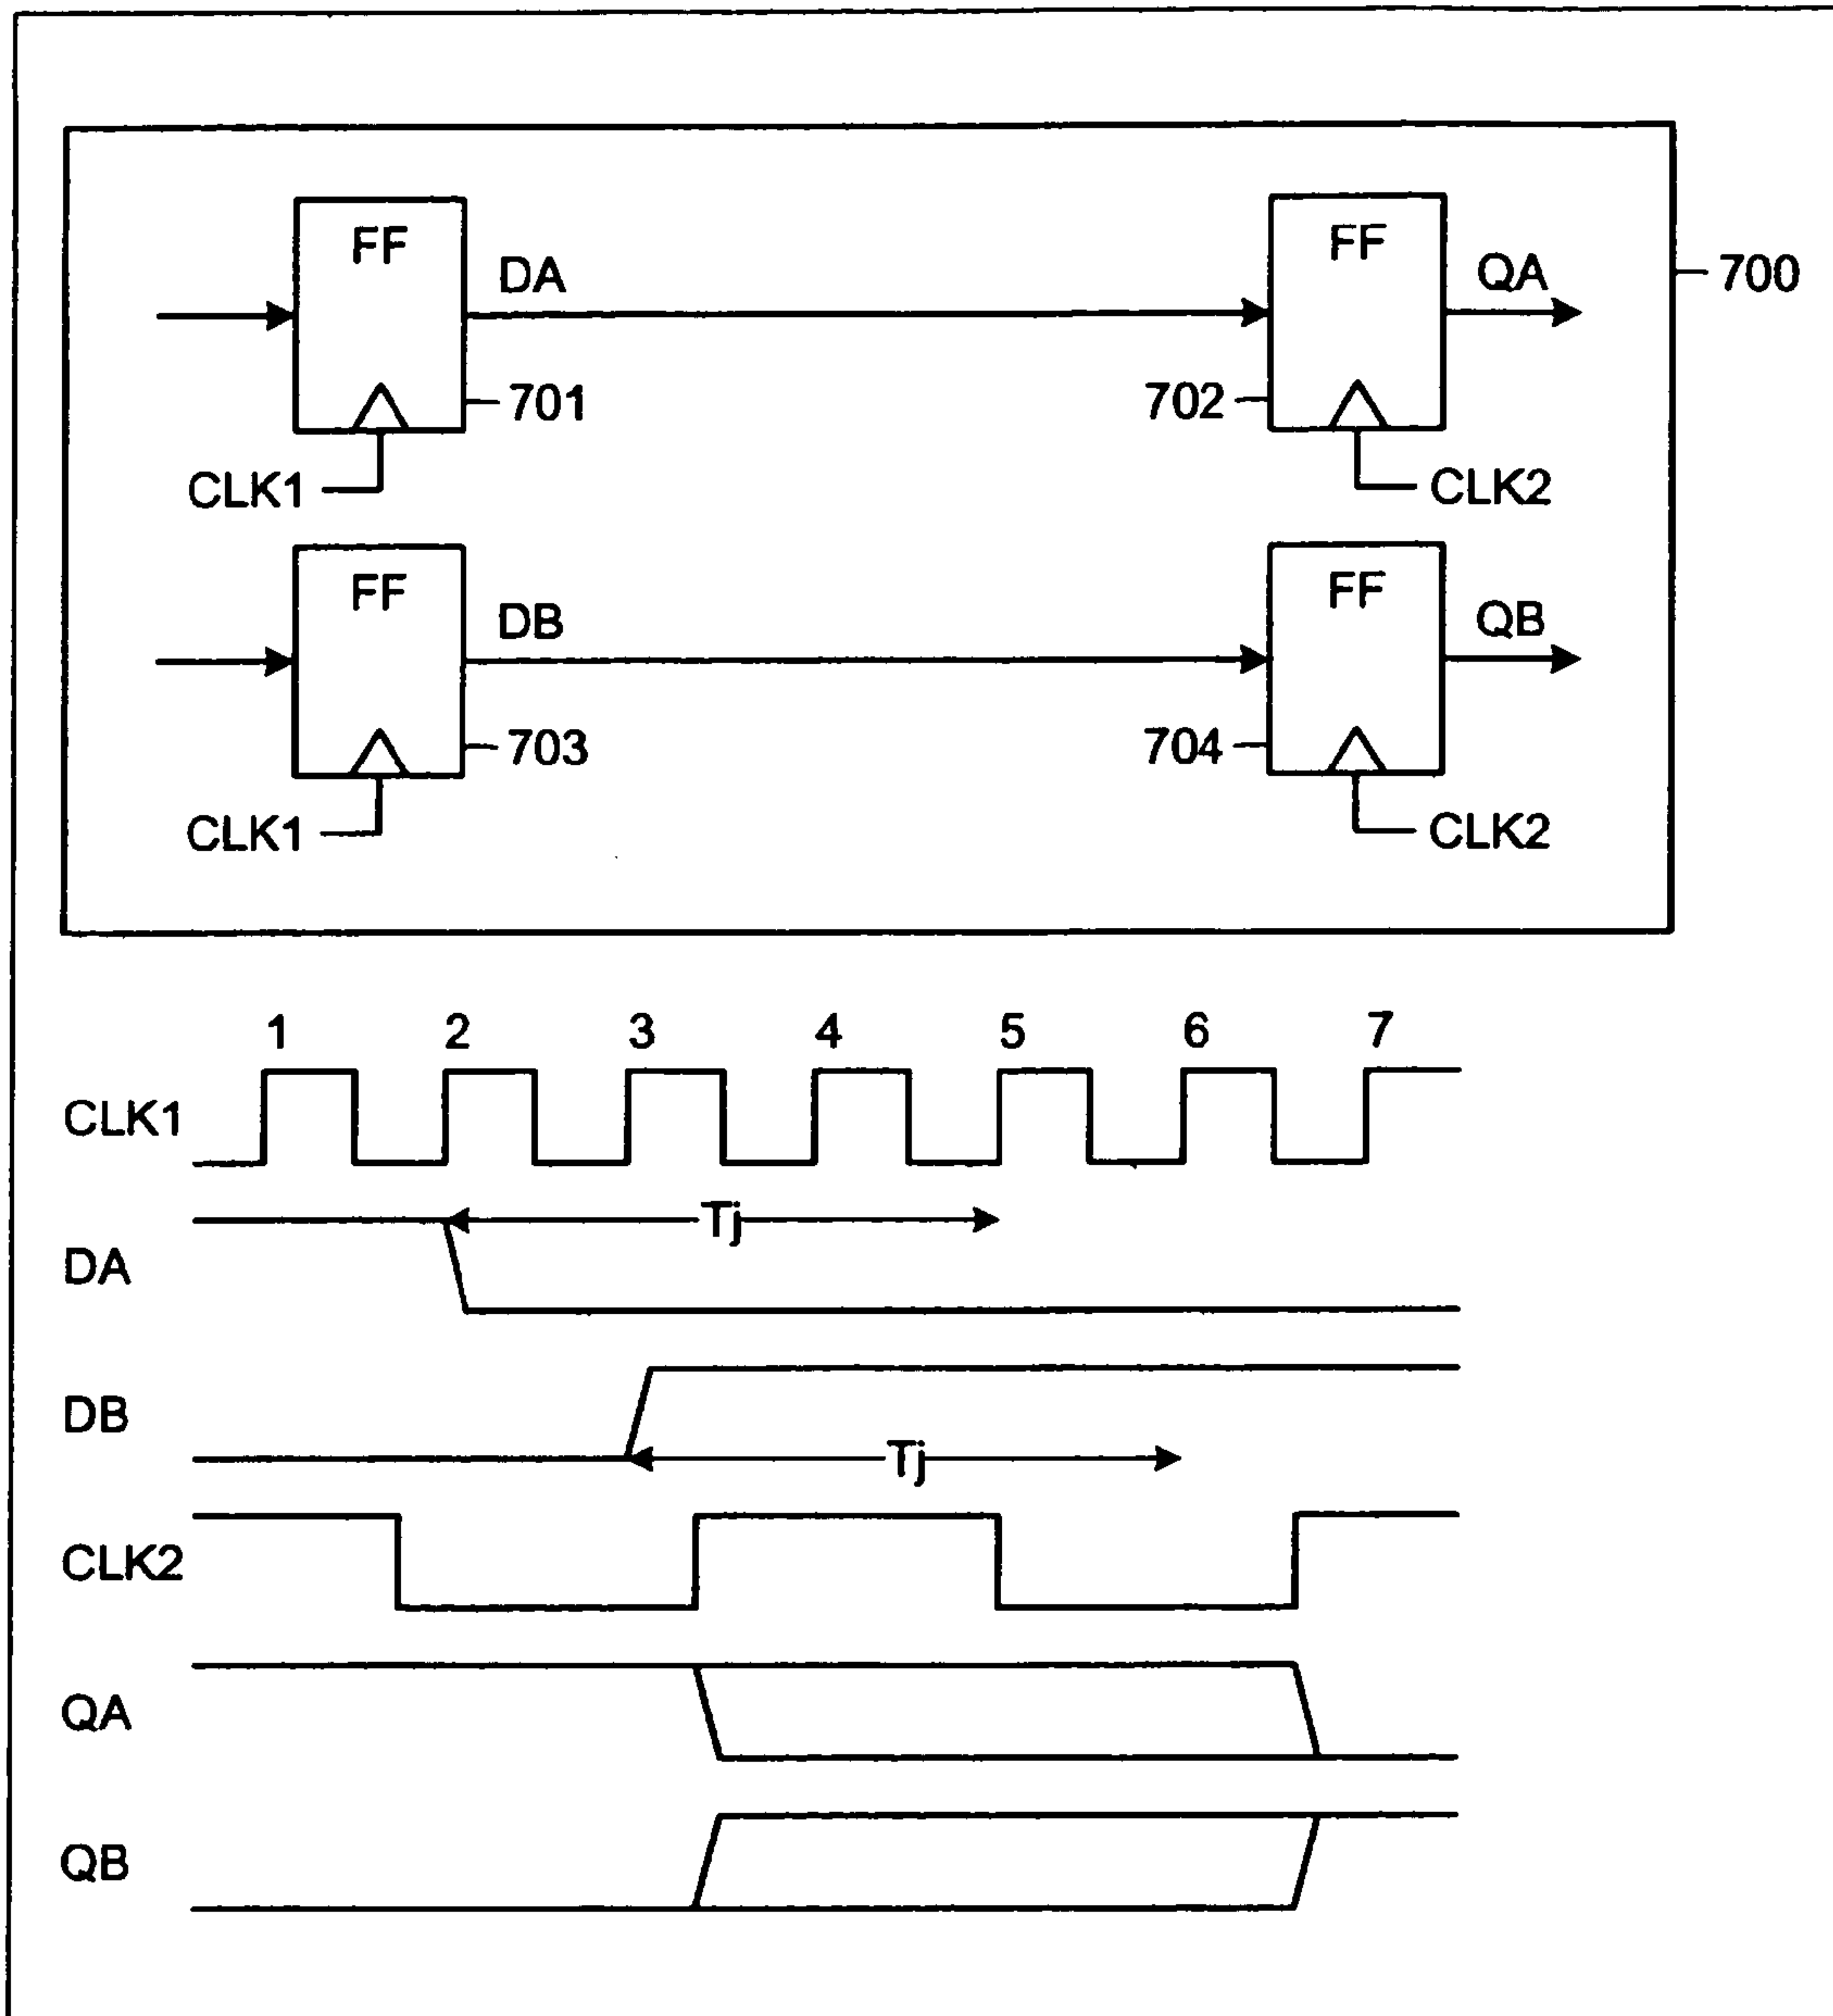 FF
FF
DA
QA
700
701
702
CLK1
CLK2
FF
FF
DB
QB
703
704
CLK1
CLK2
1 2 3 4 5 6 7
CLK1
Tj
DA
DB
Tj
CLK2
QA
QB